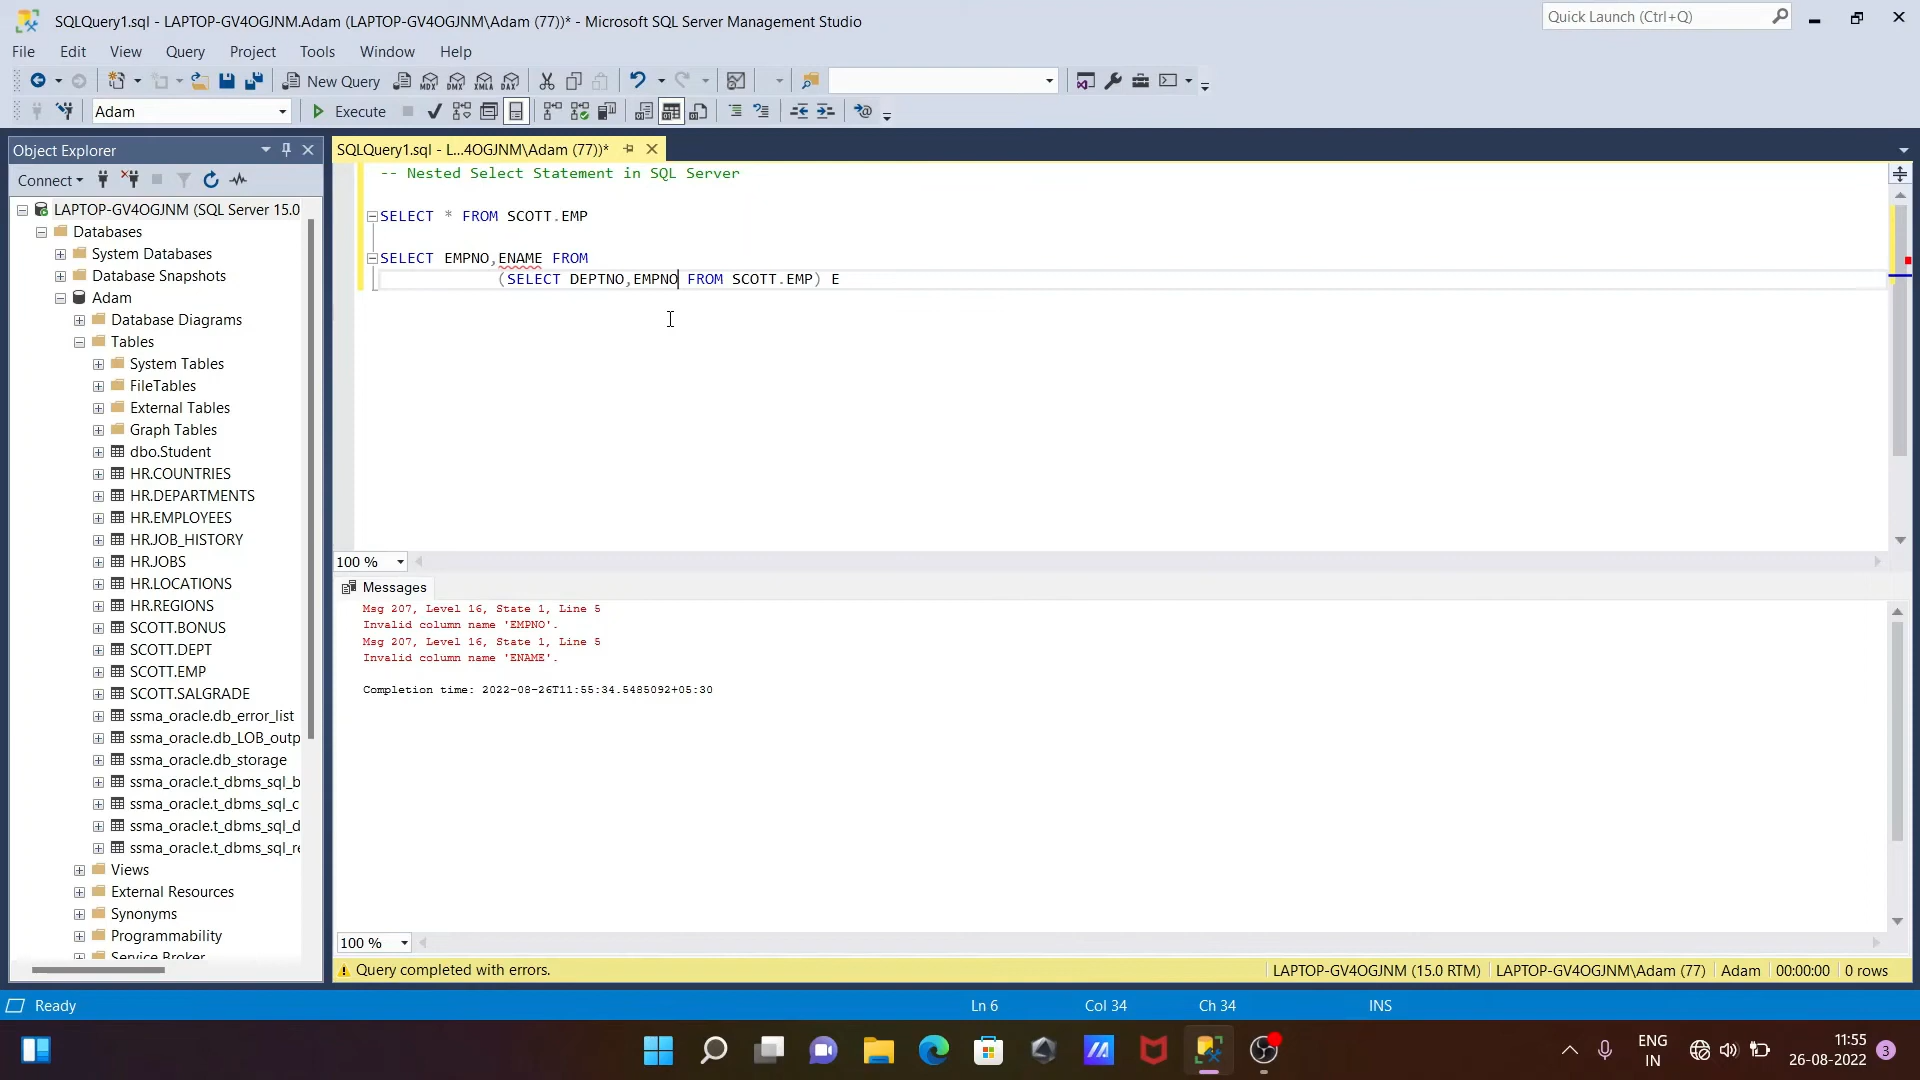 SQLQuery1.sql - LAPTOP-GV4OGJNM.Adam (LAPTOP-GV4OGJNM\Adam (77))* - Microsoft SQL Server Management Studio
Quick Launch (Ctrl+Q)
File Edit View Query Project Tools Window Help
New Query MDX DMX XMLA DAX
Adam Execute
Object Explorer
SQLQuery1.sql - L...4OGJNM\Adam (77))*
Connect
-- Nested Select Statement in SQL Server
SELECT * FROM SCOTT.EMP
SELECT EMPNO,ENAME FROM
(SELECT DEPTNO,EMPNO FROM SCOTT.EMP) E
LAPTOP-GV4OGJNM (SQL Server 15.0
Databases
System Databases
Database Snapshots
Adam
Database Diagrams
Tables
System Tables
FileTables
External Tables
Graph Tables
dbo.Student
HR.COUNTRIES
HR.DEPARTMENTS
HR.EMPLOYEES
HR.JOB_HISTORY
HR.JOBS
HR.LOCATIONS
HR.REGIONS
SCOTT.BONUS
SCOTT.DEPT
SCOTT.EMP
SCOTT.SALGRADE
ssma_oracle.db_error_list
ssma_oracle.db_LOB_outp
ssma_oracle.db_storage
ssma_oracle.t_dbms_sql_b
ssma_oracle.t_dbms_sql_c
ssma_oracle.t_dbms_sql_d
ssma_oracle.t_dbms_sql_re
Views
External Resources
Synonyms
Programmability
Service Broker
100 %
Messages
Msg 207, Level 16, State 1, Line 5
Invalid column name 'EMPNO'.
Msg 207, Level 16, State 1, Line 5
Invalid column name 'ENAME'.
Completion time: 2022-08-26T11:55:34.5485092+05:30
100 %
Query completed with errors.
LAPTOP-GV4OGJNM (15.0 RTM) LAPTOP-GV4OGJNM\Adam (77) Adam 00:00:00 0 rows
Ready Ln 6 Col 34 Ch 34 INS
ENG
IN
11:55
26-08-2022
3